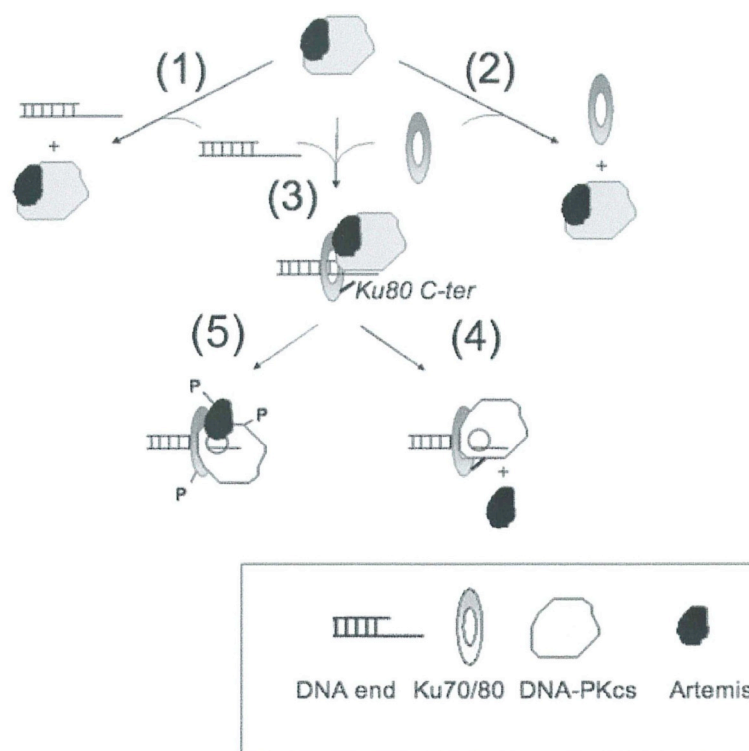 (1)
(2)
+
+
(3)
Ku80 C-ter
(5)
(4)
P
P
P
+
DNA end Ku70/80 DNA-PKcs Artemis